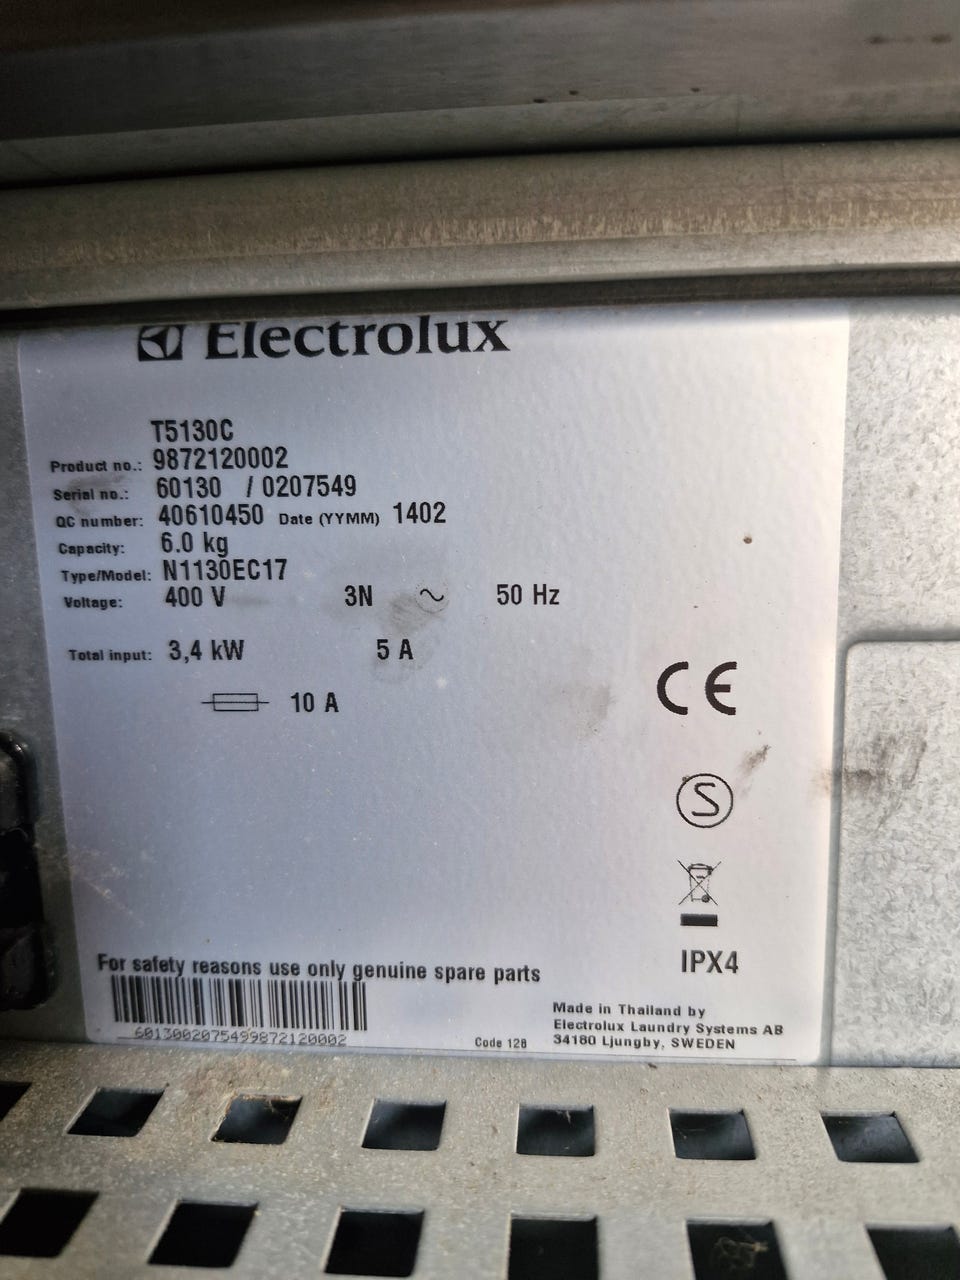 Electrolux
T5130C
Product no.: 9872120002
Serial no.: 60130 / 0207549
QC number: 40610450 Date (YYMM) 1402
Capacity: 6.0 kg
Type/Model: N1130EC17
Voltage: 400 V 3N ~ 50 Hz
Total input: 3,4 kW 5 A
10 A
CE
S
IPX4
For safety reasons use only genuine spare parts
6013002075499872120002
Code 128
Made in Thailand by
Electrolux Laundry Systems AB
34180 Ljungby, SWEDEN